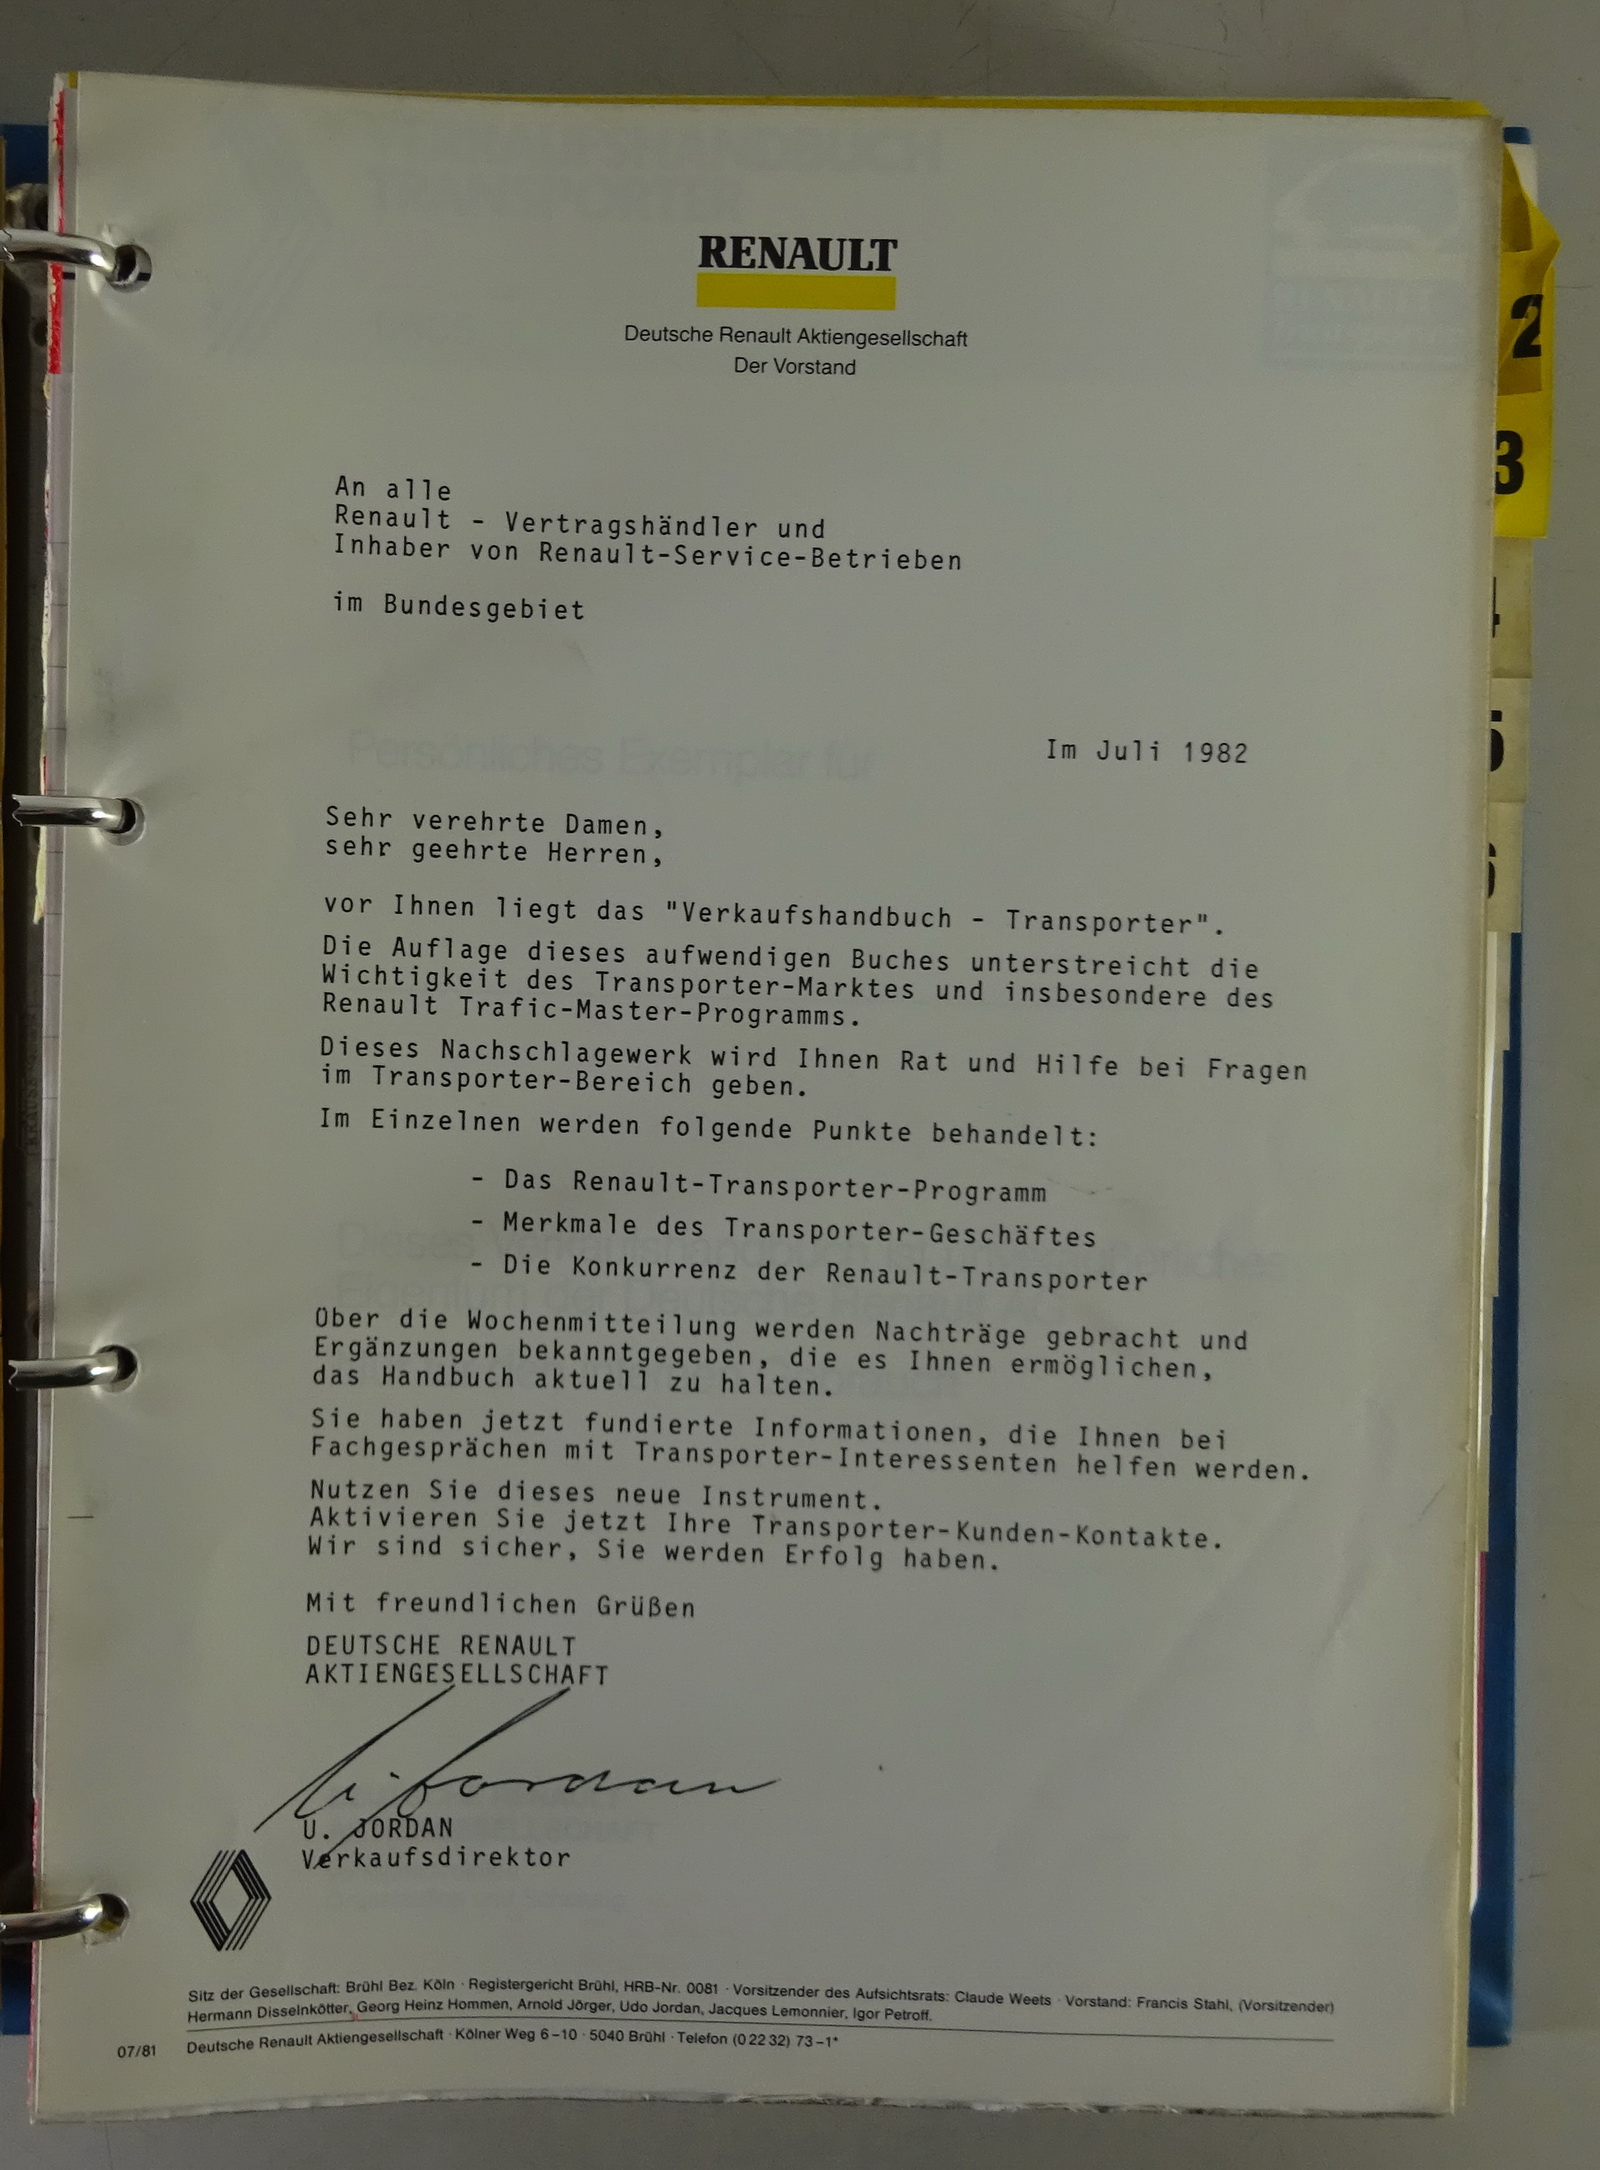 RENAULT
Deutsche Renault Aktiengesellschaft
Der Vorstand
An alle
Renault - Vertragshändler und
Inhaber von Renault-Service-Betrieben
im Bundesgebiet
Im Juli 1982
Persönliches Exemplar für
Sehr verehrte Damen,
sehr geehrte Herren,
vor Ihnen liegt das "Verkaufshandbuch - Transporter".
Die Auflage dieses aufwendigen Buches unterstreicht die
Wichtigkeit des Transporter-Marktes und insbesondere des
Renault Trafic-Master-Programms.
Dieses Nachschlagewerk wird Ihnen Rat und Hilfe bei Fragen
im Transporter-Bereich geben.
Im Einzelnen werden folgende Punkte behandelt:
- Das Renault-Transporter-Programm
- Merkmale des Transporter-Geschäftes
- Die Konkurrenz der Renault-Transporter
Ober die Wochenmitteilung werden Nachträge gebracht und
Ergänzungen bekanntgegeben, die es Ihnen ermöglichen,
das Handbuch aktuell zu halten.
Sie haben jetzt fundierte Informationen, die Ihnen bei
Fachgesprächen mit Transporter-Interessenten helfen werden.
Nutzen Sie dieses neue Instrument.
Aktivieren Sie jetzt Ihre Transporter-Kunden-Kontakte.
Wir sind sicher, Sie werden Erfolg haben.
Mit freundlichen Grüßen
DEUTSCHE RENAULT
AKTIENGESELLSCHAFT
U. Jordan
U. JORDAN
Verkaufsdirektor
Sitz der Gesellschaft: Brühl Bez. Köln · Registergericht Brühl, HRB-Nr. 0081 · Vorsitzender des Aufsichtsrats: Claude Weets · Vorstand: Francis Stahl, (Vorsitzender)
Hermann Disselnkötter, Georg Heinz Hommen, Arnold Jörger, Udo Jordan, Jacques Lemonnier, Igor Petroff.
07/81 Deutsche Renault Aktiengesellschaft · Kölner Weg 6–10 · 5040 Brühl · Telefon (02232) 73–1*
2
3
4
5
6